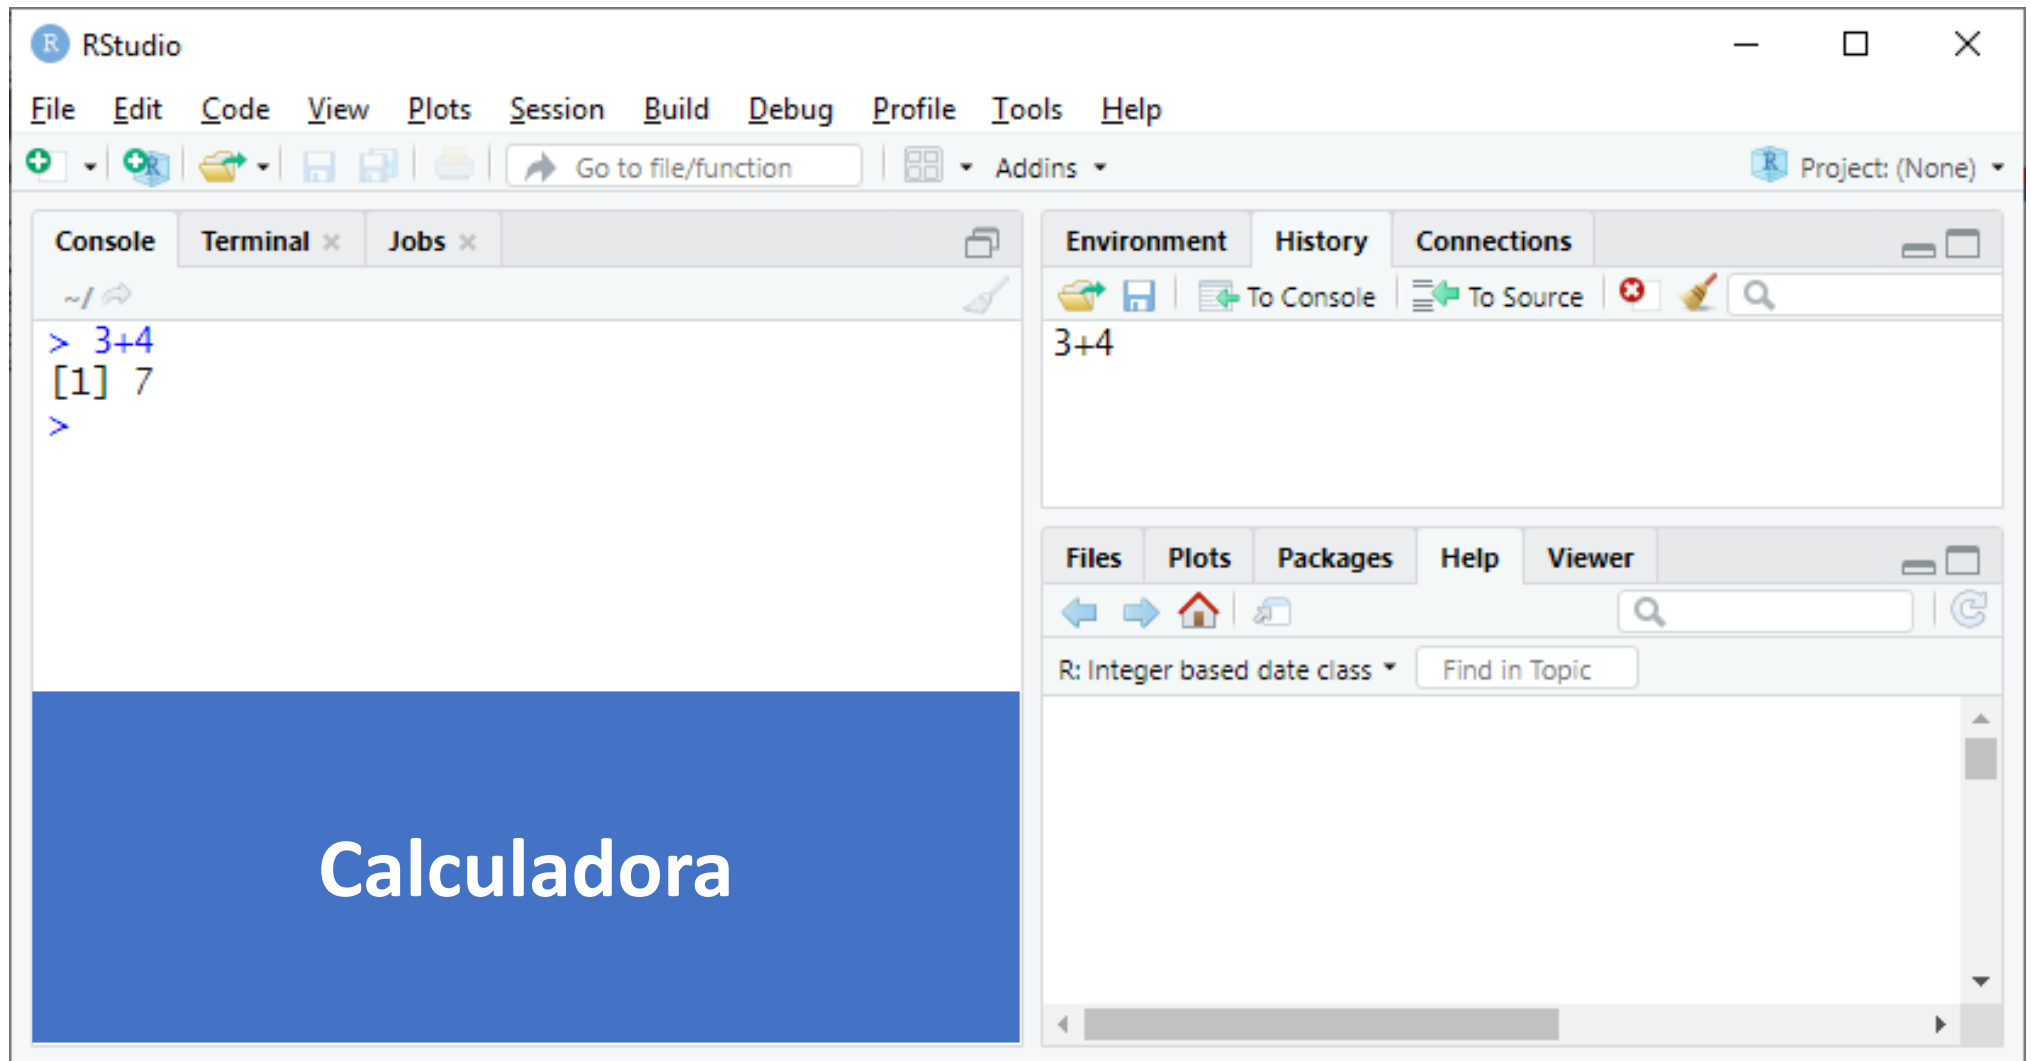 RStudio
File Edit Code View Plots Session Build Debug Profile Tools Help
Go to file/function Addins Project: (None)
Console Terminal Jobs
~/
> 3+4
[1] 7
>
Calculadora
Environment History Connections
To Console To Source
3+4
Files Plots Packages Help Viewer
R: Integer based date class Find in Topic